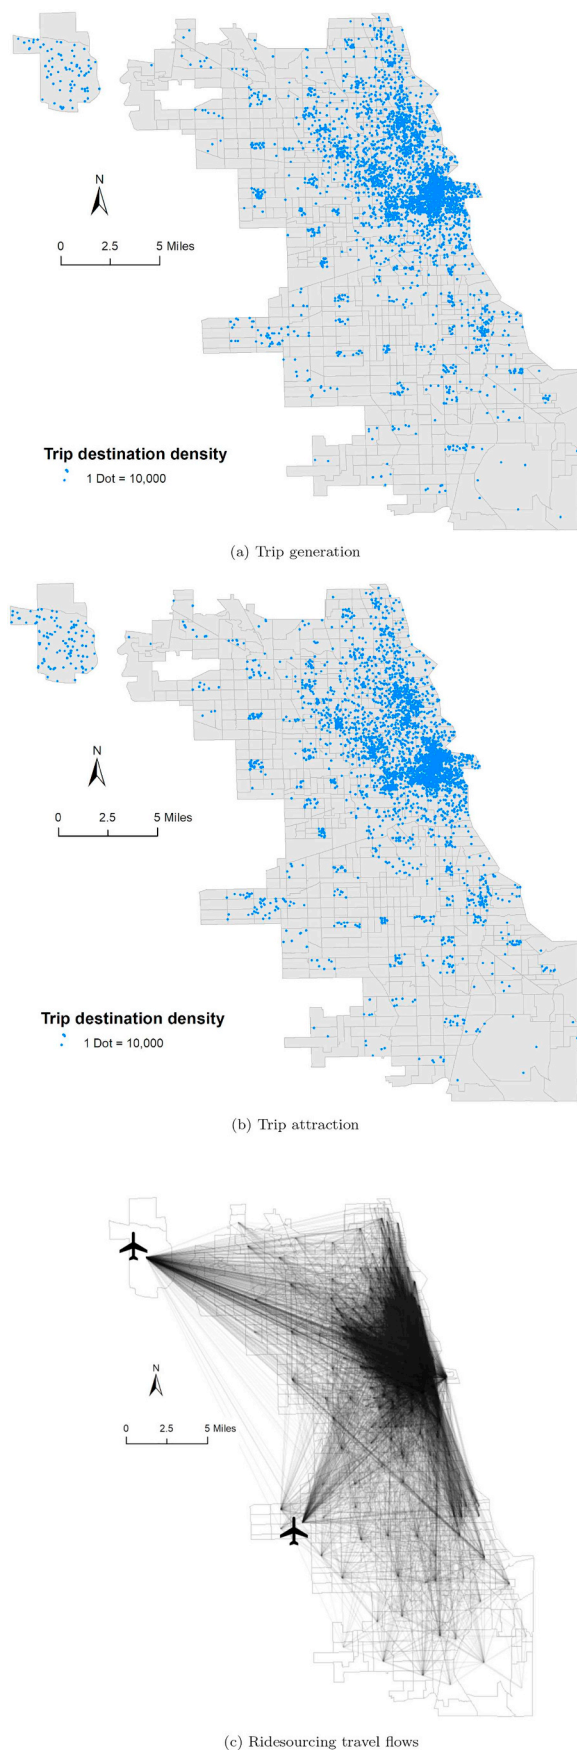 N
0 2.5 5 Miles
Trip destination density
1 Dot = 10,000
(a) Trip generation
N
0 2.5 5 Miles
Trip destination density
1 Dot = 10,000
(b) Trip attraction
N
0 2.5 5 Miles
(c) Ridesourcing travel flows